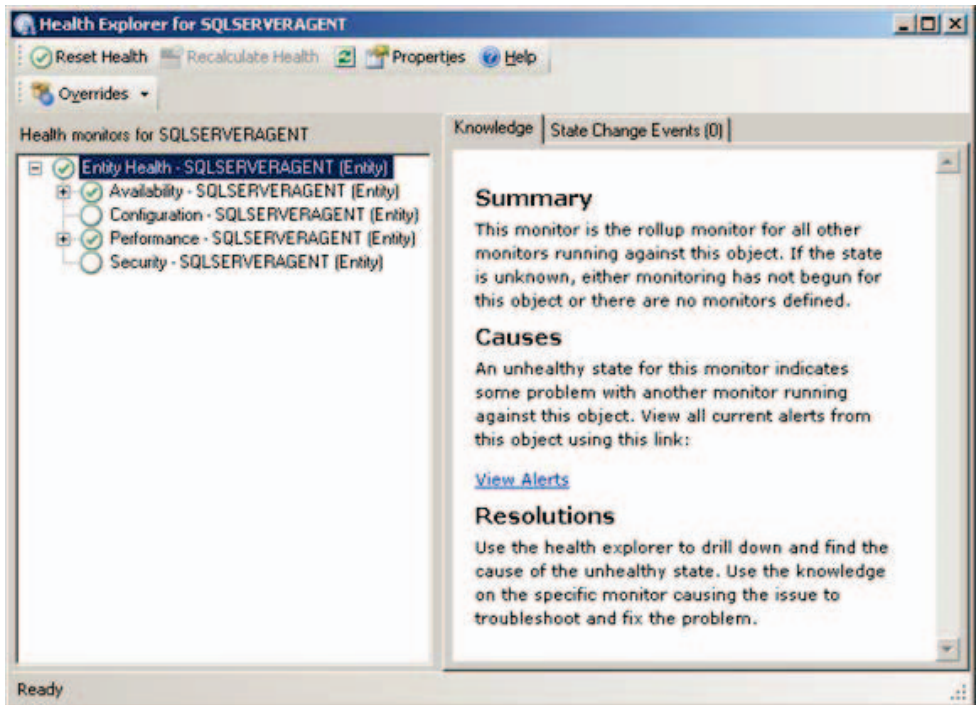 Health Explorer for SQLSERVERAGENT
Reset Health Recalculate Health Properties Help
Overrides
Health monitors for SQLSERVERAGENT
Entity Health - SQLSERVERAGENT (Entity)
Availability - SQLSERVERAGENT (Entity)
Configuration - SQLSERVERAGENT (Entity)
Performance - SQLSERVERAGENT (Entity)
Security - SQLSERVERAGENT (Entity)
Knowledge State Change Events (0)
Summary
This monitor is the rollup monitor for all other
monitors running against this object. If the state
is unknown, either monitoring has not begun for
this object or there are no monitors defined.
Causes
An unhealthy state for this monitor indicates
some problem with another monitor running
against this object. View all current alerts from
this object using this link:
View Alerts
Resolutions
Use the health explorer to drill down and find the
cause of the unhealthy state. Use the knowledge
on the specific monitor causing the issue to
troubleshoot and fix the problem.
Ready